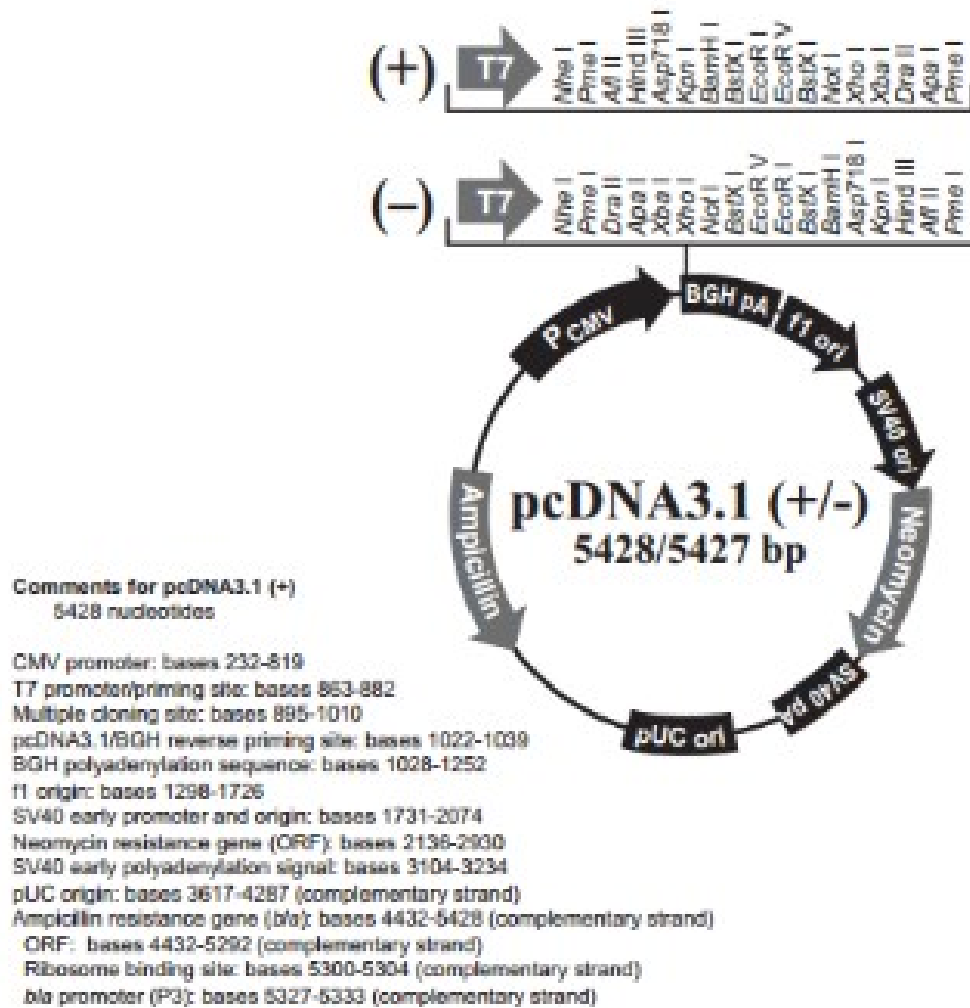 (+) T7 Nhe I Pme I Afl II Hind III Asp718 I Kpn I BamH I BstX I EcoR I EcoR V BstX I Not I Xho I Xba I Dra II Apa I Pme I
(–) T7 Nhe I Pme I Dra II Apa I Xba I Xho I Not I BstX I EcoR V EcoR I BstX I BamH I Asp718 I Kpn I Hind III Afl II Pme I
P CMV
BGH pA
f1 ori
SV40 ori
Neomycin
SV40 pA
pUC ori
Ampicillin
pcDNA3.1 (+/-)
5428/5427 bp
Comments for pcDNA3.1 (+)
5428 nucleotides
CMV promoter: bases 232-819
T7 promoter/priming site: bases 863-882
Multiple cloning site: bases 895-1010
pcDNA3.1/BGH reverse priming site: bases 1022-1039
BGH polyadenylation sequence: bases 1028-1252
f1 origin: bases 1298-1726
SV40 early promoter and origin: bases 1731-2074
Neomycin resistance gene (ORF): bases 2136-2930
SV40 early polyadenylation signal: bases 3104-3234
pUC origin: bases 3617-4287 (complementary strand)
Ampicillin resistance gene (bla): bases 4432-5428 (complementary strand)
ORF: bases 4432-5292 (complementary strand)
Ribosome binding site: bases 5300-5304 (complementary strand)
bla promoter (P3): bases 5327-5333 (complementary strand)